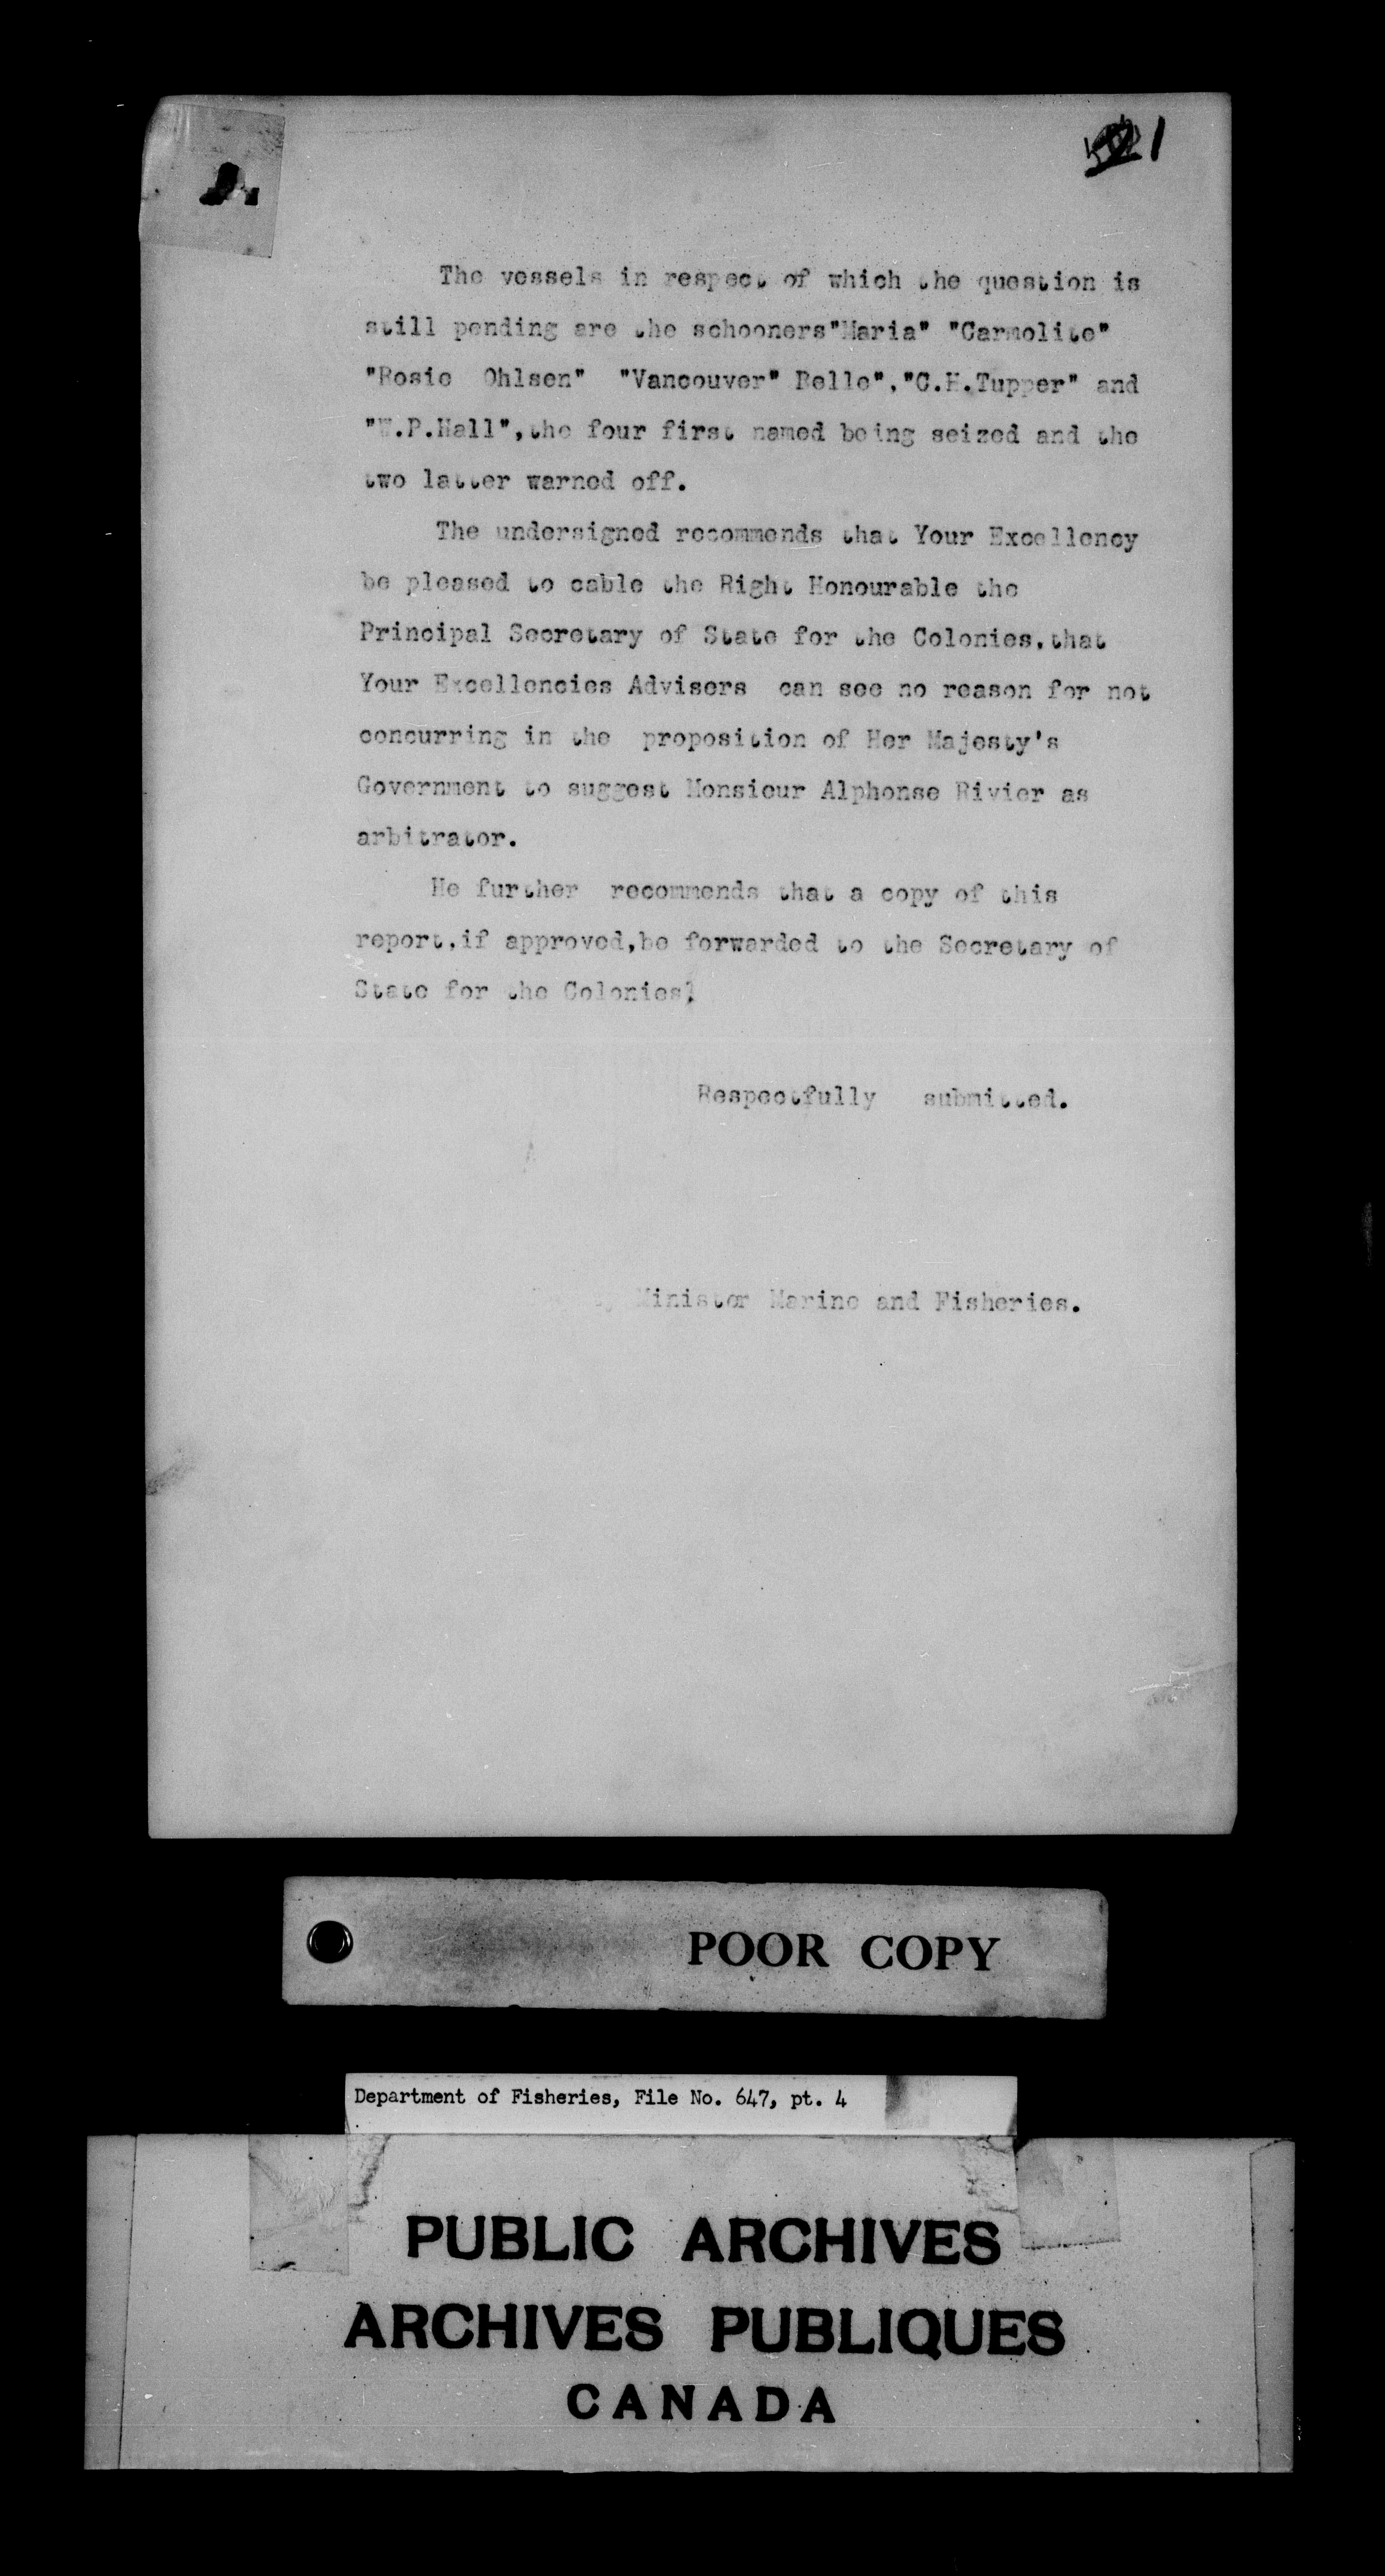 21
The vessels in respect of which the question is
still pending are the schooners"Maria" "Carmolite"
"Rosie Ohlsen" "Vancouver" Belle","C.H.Tupper" and
"W.P.Hall",the four first named being seized and the
two latter warned off.
The undersigned recommends that Your Excellency
be pleased to cable the Right Honourable the
Principal Secretary of State for the Colonies,that
Your Excellencies Advisers can see no reason for not
concurring in the proposition of Her Majesty's
Government to suggest Monsieur Alphonse Rivier as
arbitrator.
He further recommends that a copy of this
report,if approved,be forwarded to the Secretary of
State for the Colonies.
Respectfully submitted.
Minister Marine and Fisheries.
POOR COPY
Department of Fisheries, File No. 647, pt. 4
PUBLIC ARCHIVES
ARCHIVES PUBLIQUES
CANADA